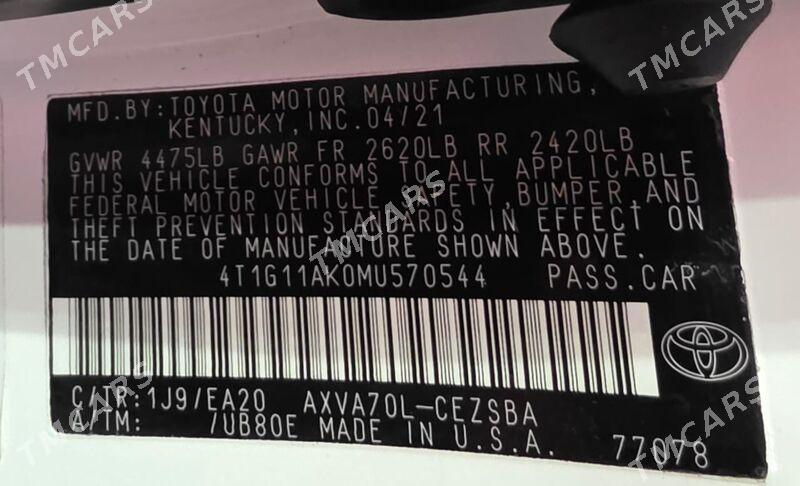 MFD.BY:TOYOTA MOTOR MANUFACTURING,
KENTUCKY,INC.04/21
GVWR 4475LB GAWR FR 2620LB RR 2420LB
THIS VEHICLE CONFORMS TO ALL APPLICABLE
FEDERAL MOTOR VEHICLE SAFETY,BUMPER,AND
THEFT PREVENTION STANDARDS IN EFFECT ON
THE DATE OF MANUFACTURE SHOWN ABOVE.
4T1G11AK0MU570544 PASS.CAR
C/TR:1J9/EA20 AXVA70L-CEZSBA
A/TM: /UB80E MADE IN U.S.A. 77078
TMCARS
TMCARS
TMCARS
TMCARS
TMCARS